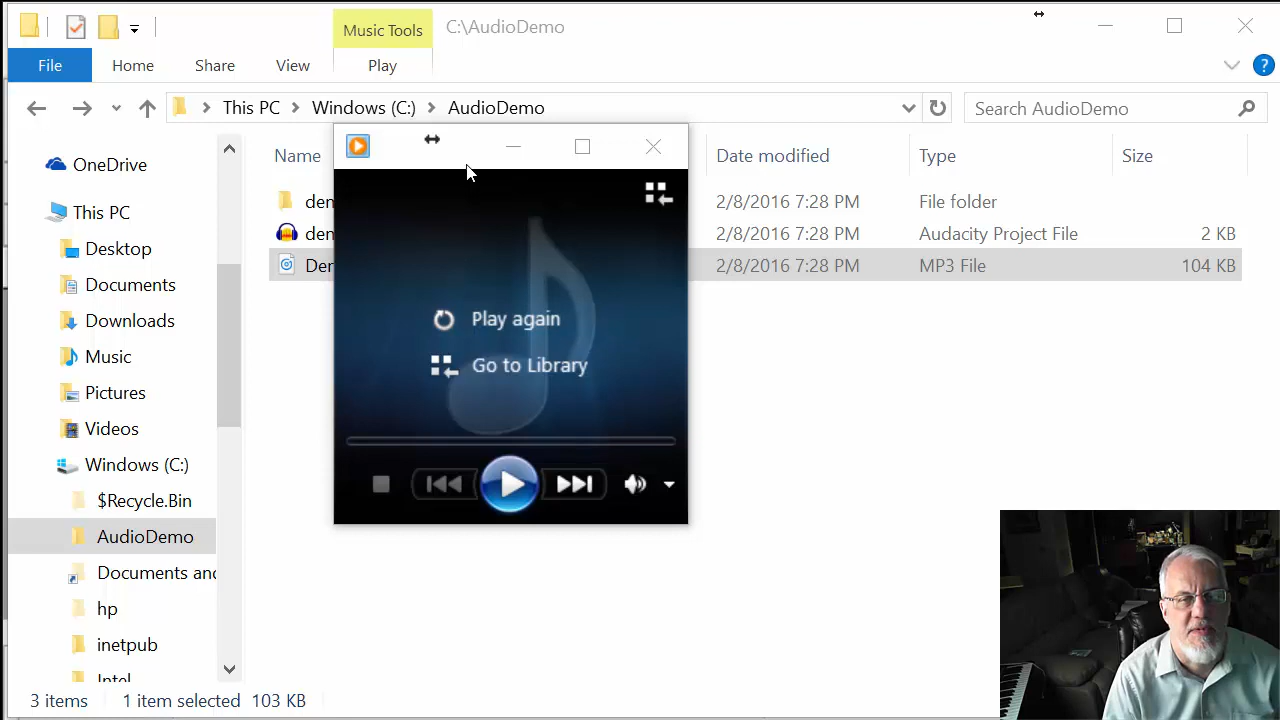 Music Tools
C:\AudioDemo
File
Home
Share
View
Play
?
This PC
Windows (C:)
AudioDemo
Search AudioDemo
Name
Date modified
Type
Size
den
2/8/2016 7:28 PM
File folder
den
2/8/2016 7:28 PM
Audacity Project File
2 KB
Der
2/8/2016 7:28 PM
MP3 File
104 KB
OneDrive
This PC
Desktop
Documents
Downloads
Music
Pictures
Videos
Windows (C:)
$Recycle.Bin
AudioDemo
Documents and
hp
inetpub
Intel
Play again
Go to Library
3 items
1 item selected
103 KB